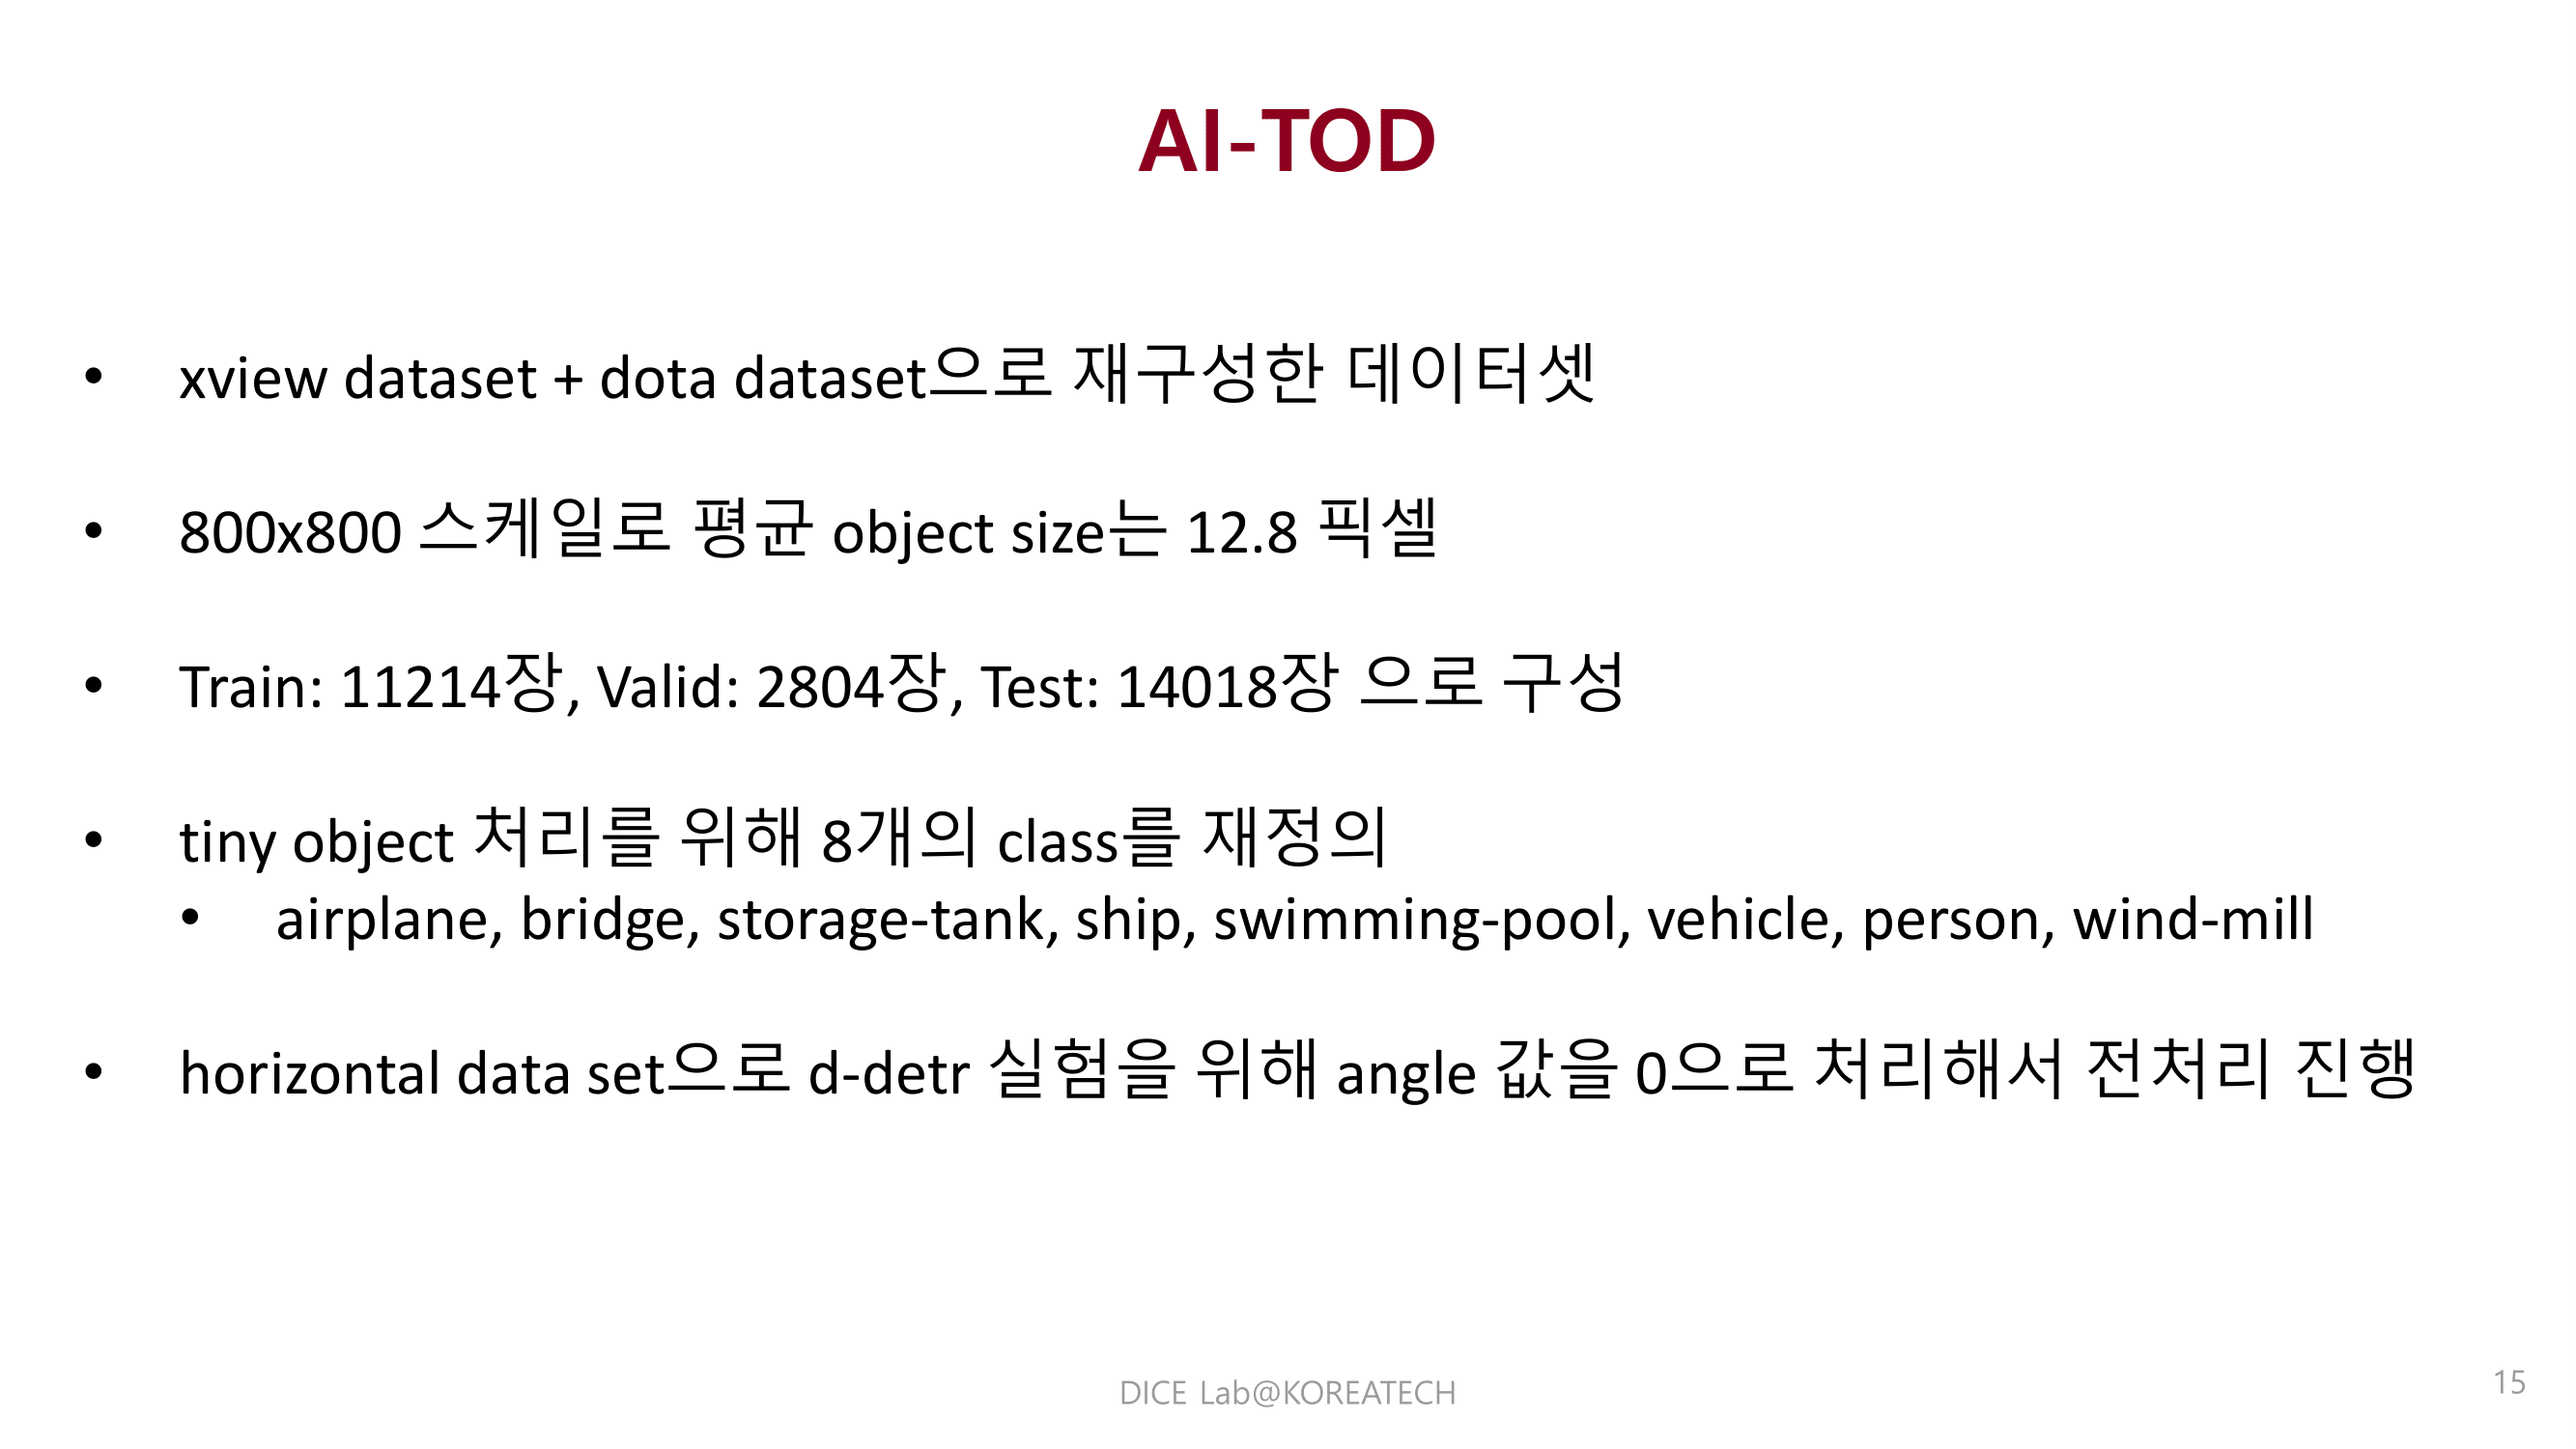 AI-TOD
• xview dataset + dota dataset으로 재구성한 데이터셋
• 800x800 스케일로 평균 object size는 12.8 픽셀
• Train: 11214장, Valid: 2804장, Test: 14018장 으로 구성
• tiny object 처리를 위해 8개의 class를 재정의
• airplane, bridge, storage-tank, ship, swimming-pool, vehicle, person, wind-mill
• horizontal data set으로 d-detr 실험을 위해 angle 값을 0으로 처리해서 전처리 진행
DICE Lab@KOREATECH
15